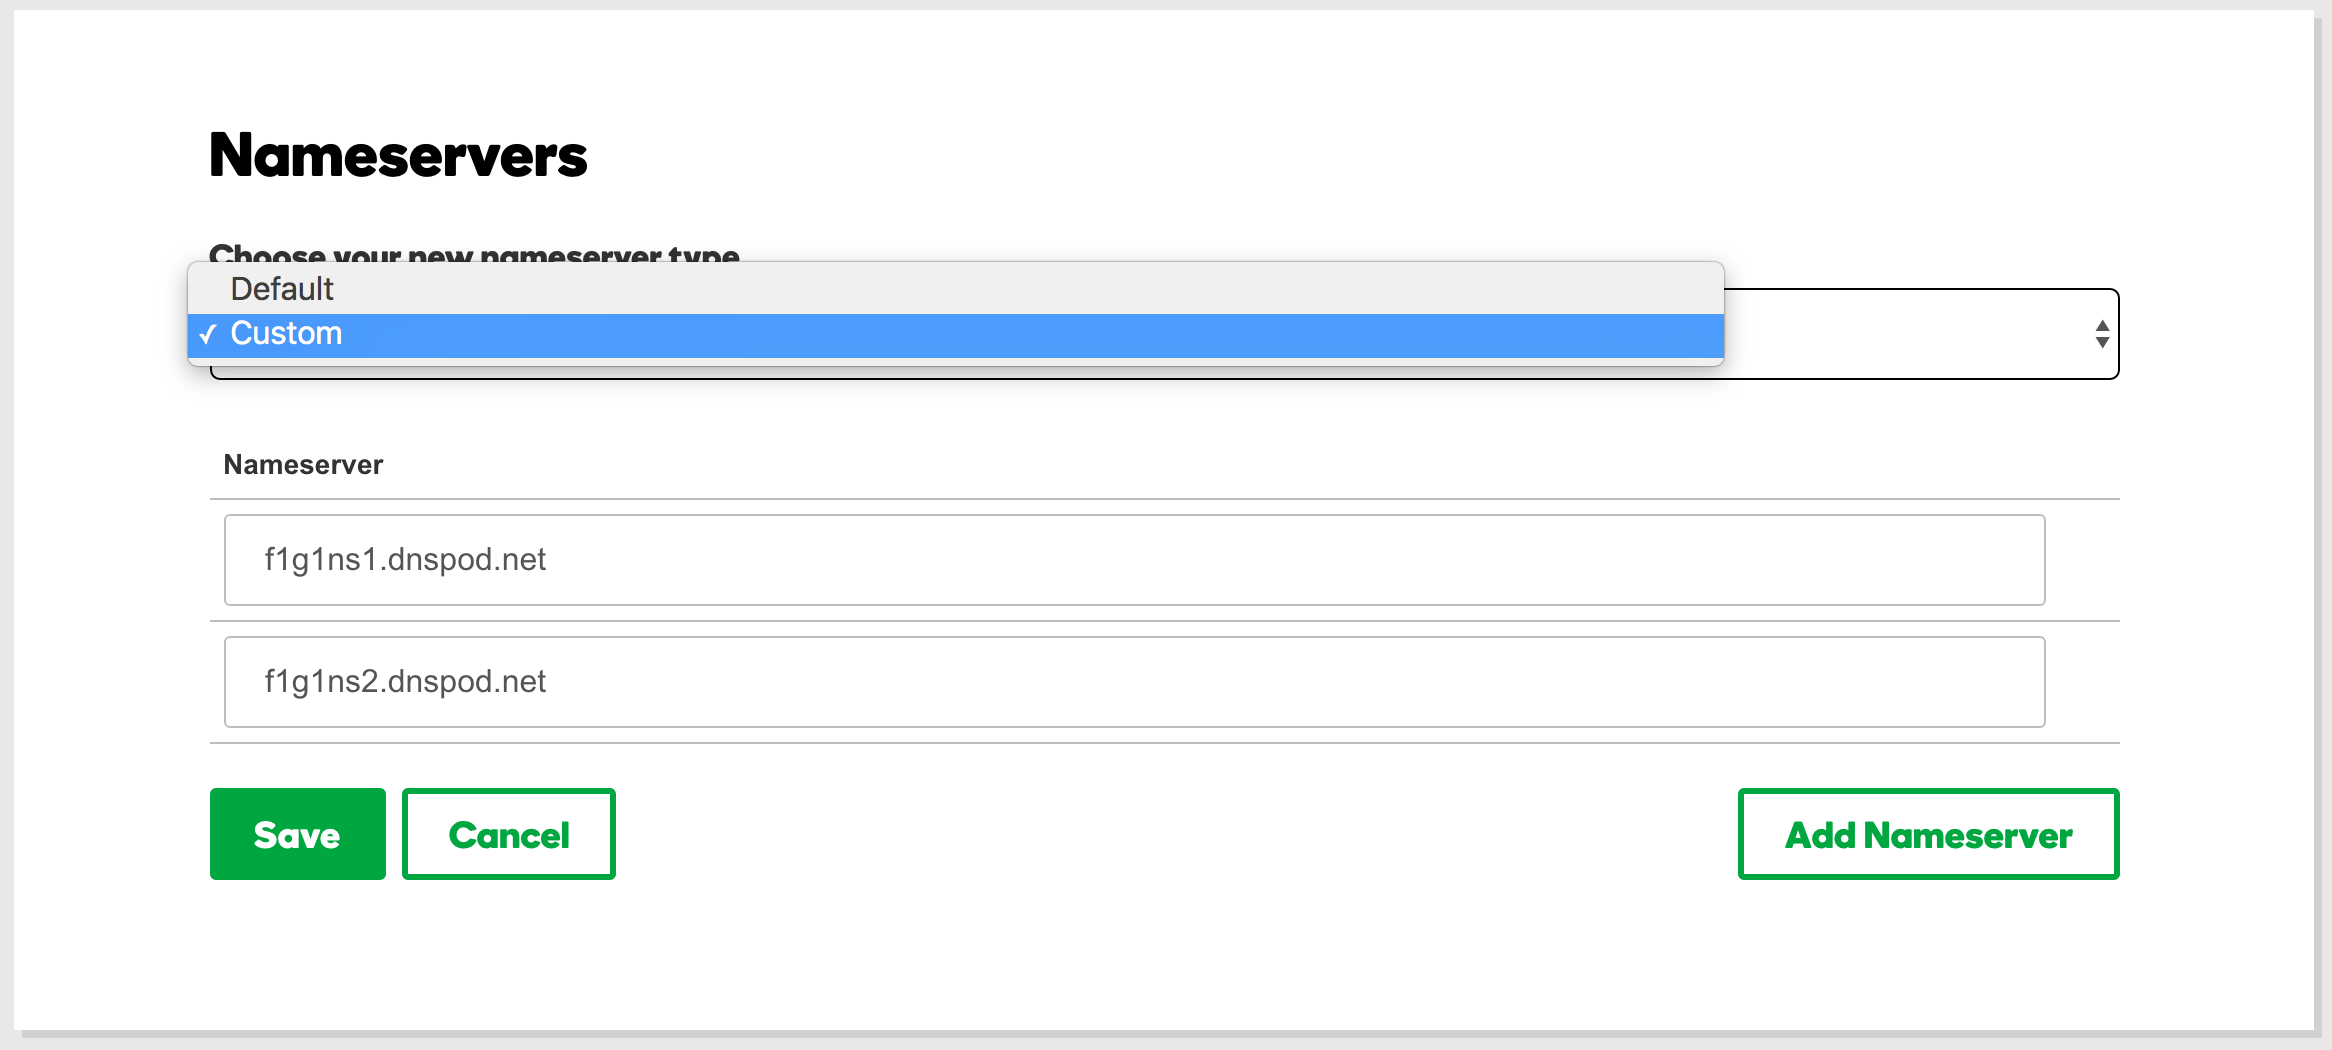 Nameservers
Choose your new nameserver type
Default
✓ Custom
Nameserver
f1g1ns1.dnspod.net
f1g1ns2.dnspod.net
Save
Cancel
Add Nameserver